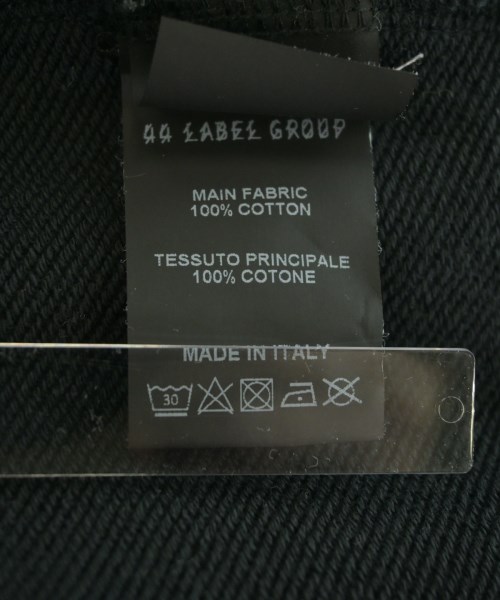 44 LABEL GROUP
MAIN FABRIC
100% COTTON
TESSUTO PRINCIPALE
100% COTONE
MADE IN ITALY
30